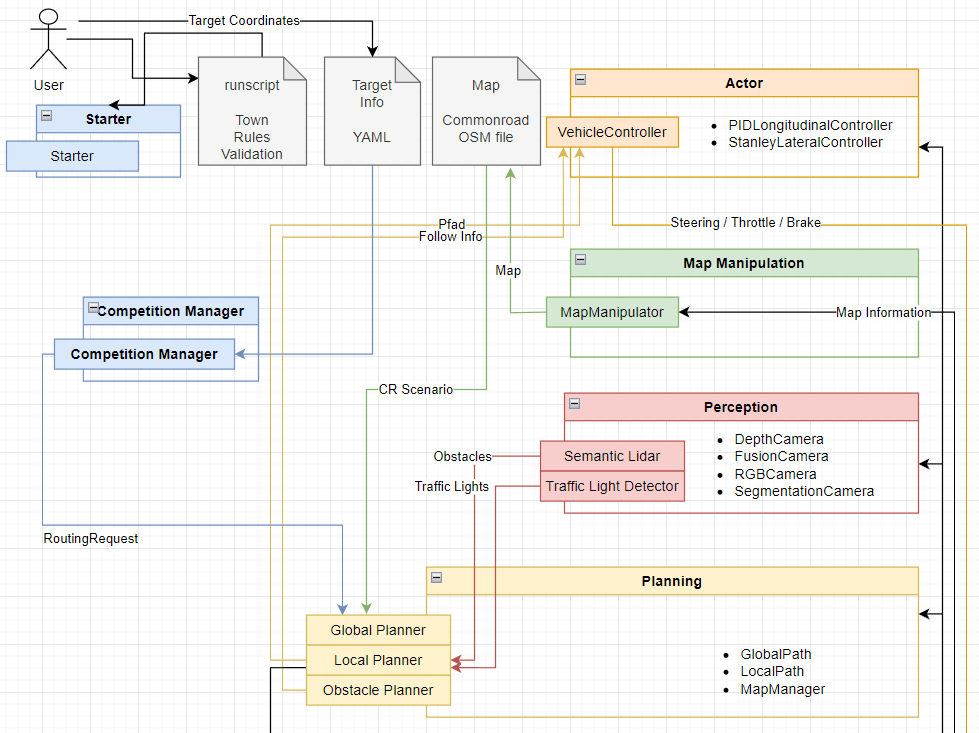 Target Coordinates
User
runscript
Town
Rules
Validation
Target
Info
YAML
Map
Commonroad
OSM file
Actor
VehicleController
PIDLongitudinalController
StanleyLateralController
Starter
Starter
Pfad
Follow Info
Steering / Throttle / Brake
Map
Map Manipulation
MapManipulator
Map Information
Competition Manager
Competition Manager
CR Scenario
Perception
Obstacles
Semantic Lidar
Traffic Lights
Traffic Light Detector
DepthCamera
FusionCamera
RGBCamera
SegmentationCamera
RoutingRequest
Planning
Global Planner
Local Planner
Obstacle Planner
GlobalPath
LocalPath
MapManager